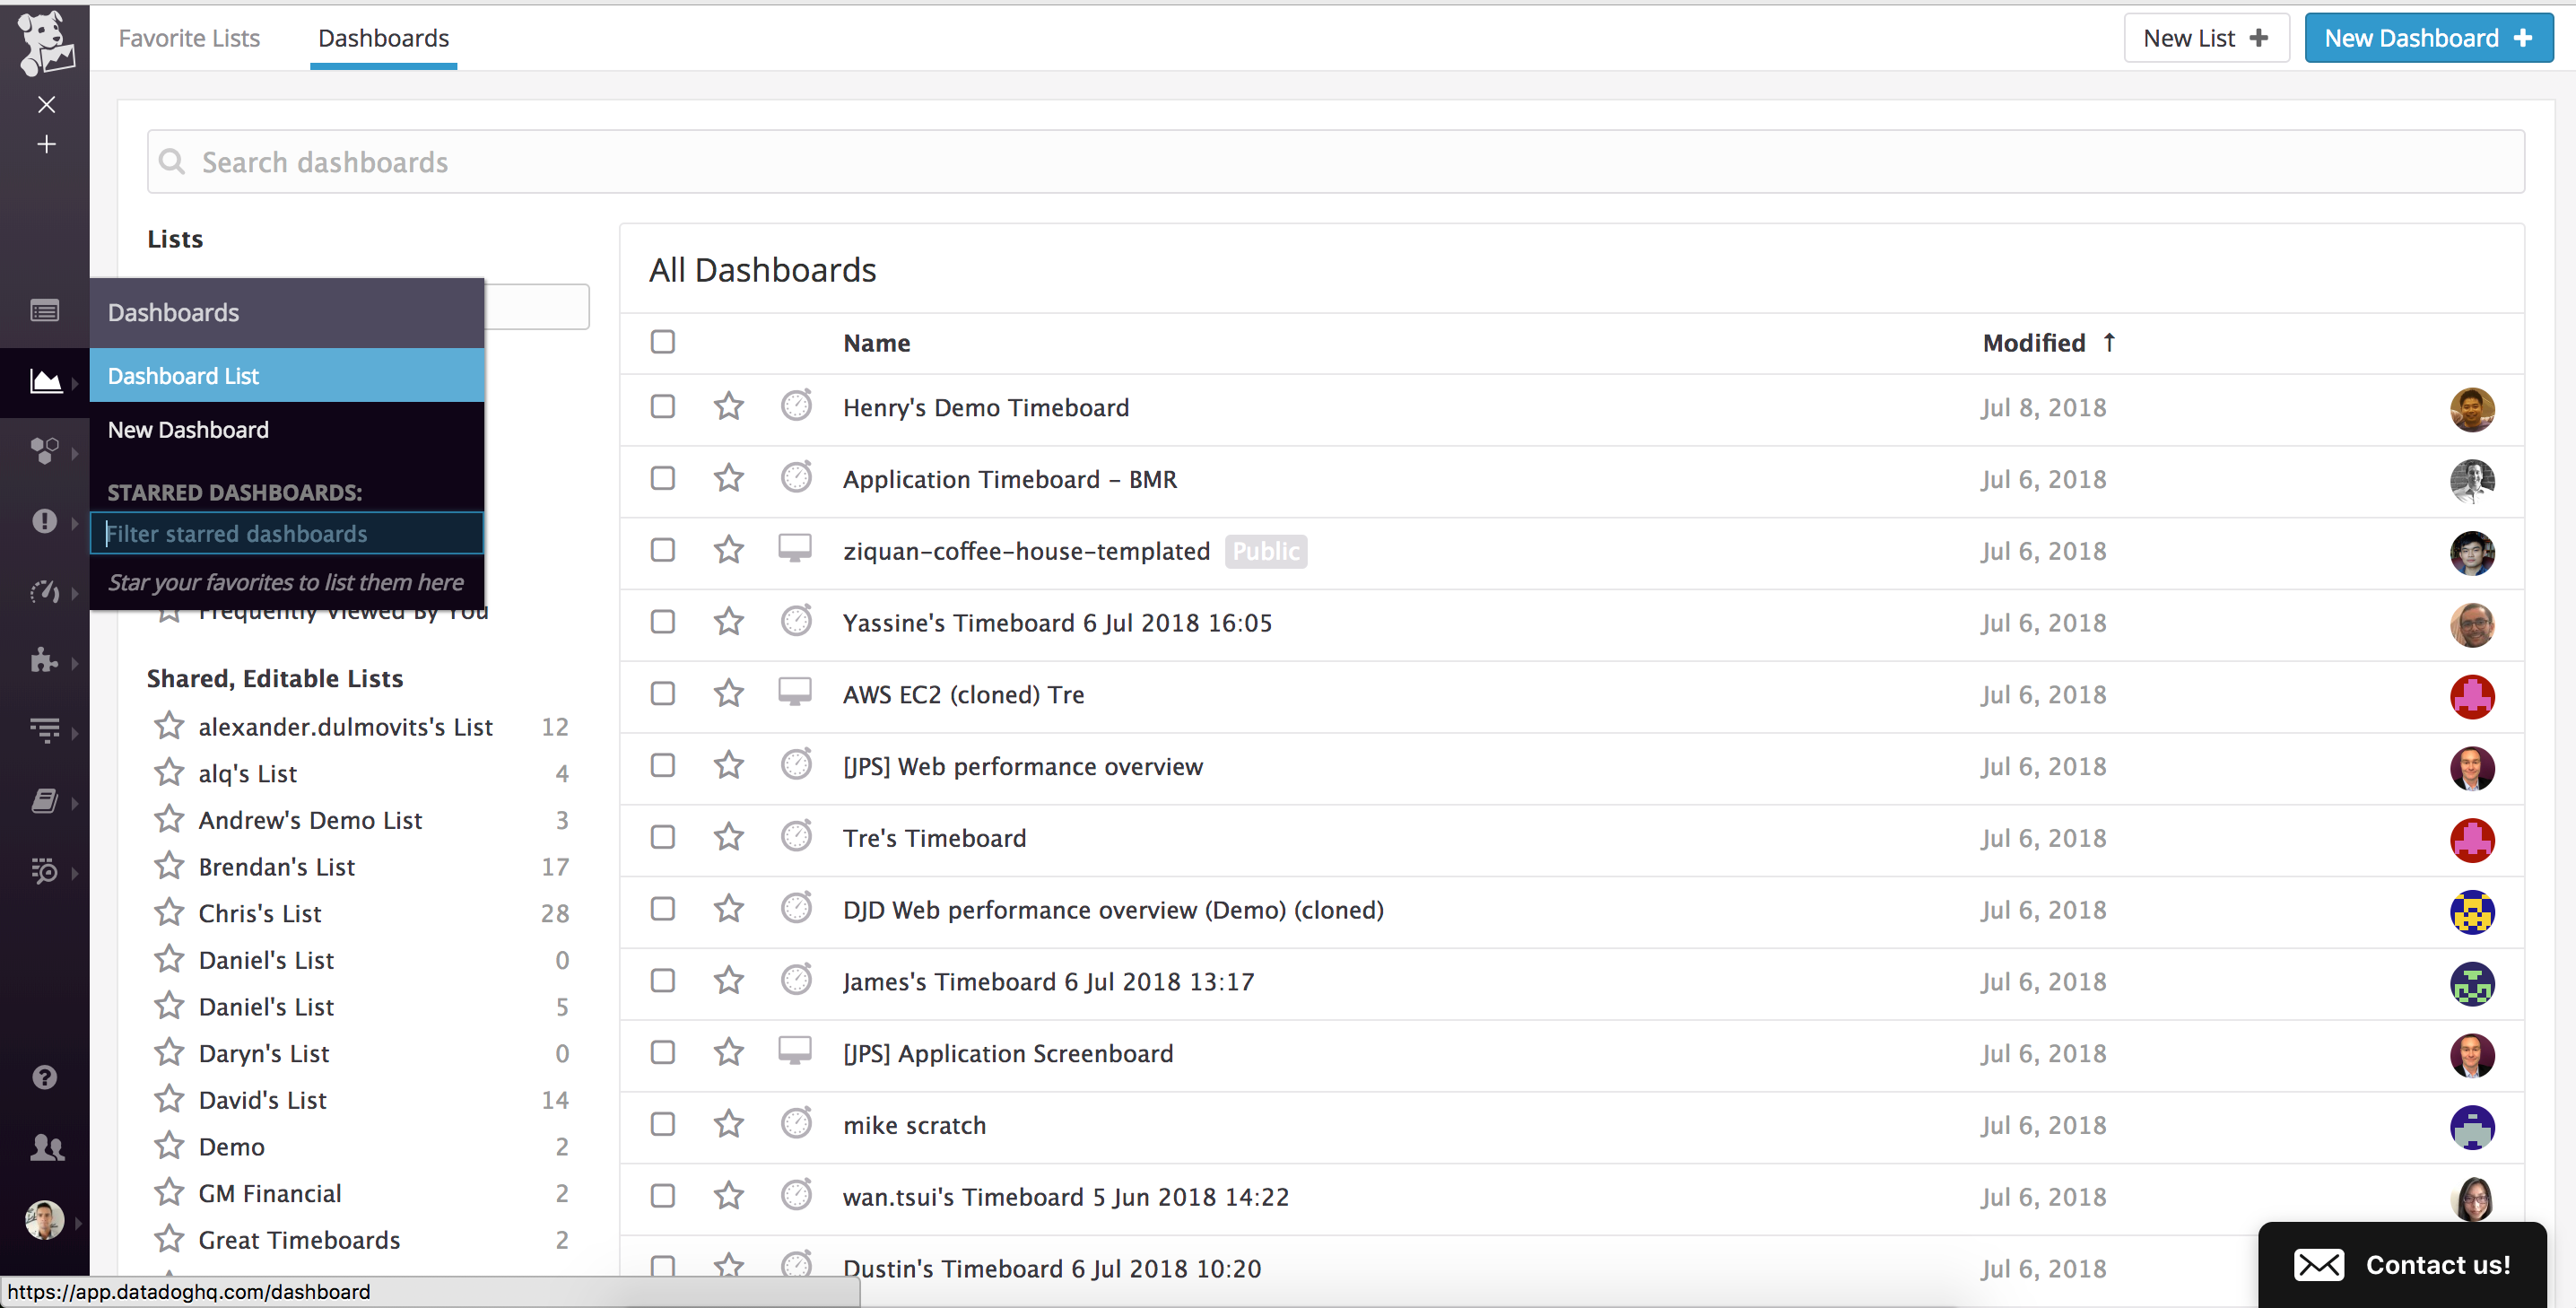 Favorite Lists
Dashboards
New List
New Dashboard
Search dashboards
Lists
Dashboards
Dashboard List
New Dashboard
STARRED DASHBOARDS:
Filter starred dashboards
Star your favorites to list them here
Frequently Viewed By You
Shared, Editable Lists
alexander.dulmovits's List 12
alq's List 4
Andrew's Demo List 3
Brendan's List 17
Chris's List 28
Daniel's List 0
Daniel's List 5
Daryn's List 0
David's List 14
Demo 2
GM Financial 2
Great Timeboards 2
All Dashboards
Name Modified ↑
Henry's Demo Timeboard Jul 8, 2018
Application Timeboard – BMR Jul 6, 2018
ziquan-coffee-house-templated Public Jul 6, 2018
Yassine's Timeboard 6 Jul 2018 16:05 Jul 6, 2018
AWS EC2 (cloned) Tre Jul 6, 2018
[JPS] Web performance overview Jul 6, 2018
Tre's Timeboard Jul 6, 2018
DJD Web performance overview (Demo) (cloned) Jul 6, 2018
James's Timeboard 6 Jul 2018 13:17 Jul 6, 2018
[JPS] Application Screenboard Jul 6, 2018
mike scratch Jul 6, 2018
wan.tsui's Timeboard 5 Jun 2018 14:22 Jul 6, 2018
Dustin's Timeboard 6 Jul 2018 10:20 Jul 6, 2018
Contact us!
https://app.datadoghq.com/dashboard